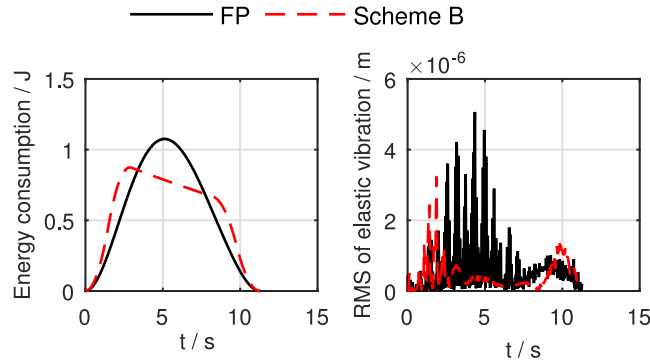 FP
Scheme B
Energy consumption / J
1.5
1
0.5
0
0
5
10
15
t / s
RMS of elastic vibration / m
×10⁻⁶
6
4
2
0
0
5
10
15
t / s